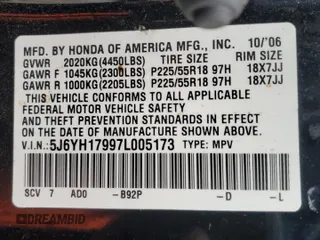 MFD. BY HONDA OF AMERICA MFG., INC. 10/'06
GVWR 2020KG(4450LBS) TIRE SIZE RIM SIZE
GAWR F 1045KG(2300LBS) P225/55R18 97H 18X7JJ
GAWR R 1000KG(2205LBS) P225/55R18 97H 18X7JJ
THIS VEHICLE CONFORMS TO ALL APPLICABLE
FEDERAL MOTOR VEHICLE SAFETY
AND THEFT PREVENTION STANDARDS IN EFFECT
ON THE DATE OF MANUFACTURE SHOWN ABOVE.
V.I.N: 5J6YH17997L005173 TYPE: MPV
SCV 7 AD0 -B92P -D -L
DREAMBID